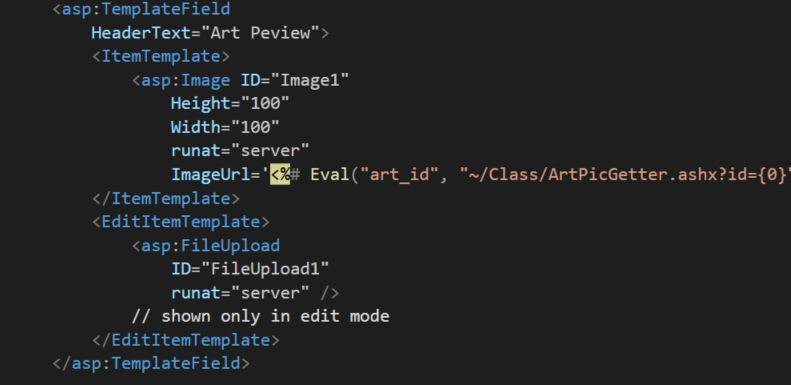 <asp:TemplateField
HeaderText="Art Peview">
<ItemTemplate>
<asp:Image ID="Image1"
Height="100"
Width="100"
runat="server"
ImageUrl='<%# Eval("art_id", "~/Class/ArtPicGetter.ashx?id={0}"
</ItemTemplate>
<EditItemTemplate>
<asp:FileUpload
ID="FileUpload1"
runat="server" />
// shown only in edit mode
</EditItemTemplate>
</asp:TemplateField>